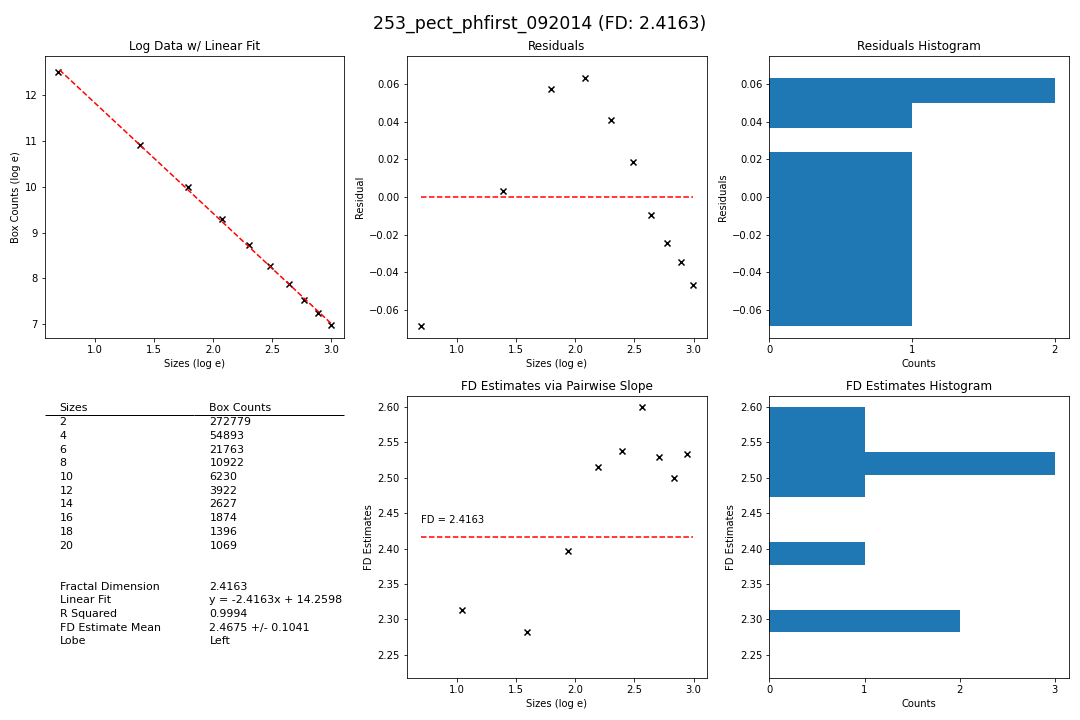 253_pect_phfirst_092014 (FD: 2.4163)
Log Data w/ Linear Fit
Box Counts (log e)
12
11
10
9
8
7
1.0 1.5 2.0 2.5 3.0
Sizes (log e)
Residuals
Residual
0.06
0.04
0.02
0.00
−0.02
−0.04
−0.06
1.0 1.5 2.0 2.5 3.0
Sizes (log e)
Residuals Histogram
Residuals
0.06
0.04
0.02
0.00
−0.02
−0.04
−0.06
0 1 2
Counts
Sizes Box Counts
2 272779
4 54893
6 21763
8 10922
10 6230
12 3922
14 2627
16 1874
18 1396
20 1069
Fractal Dimension 2.4163
Linear Fit y = -2.4163x + 14.2598
R Squared 0.9994
FD Estimate Mean 2.4675 +/- 0.1041
Lobe Left
FD Estimates via Pairwise Slope
FD Estimates
2.60
2.55
2.50
2.45
2.40
2.35
2.30
2.25
FD = 2.4163
1.0 1.5 2.0 2.5 3.0
Sizes (log e)
FD Estimates Histogram
FD Estimates
2.60
2.55
2.50
2.45
2.40
2.35
2.30
2.25
0 1 2 3
Counts